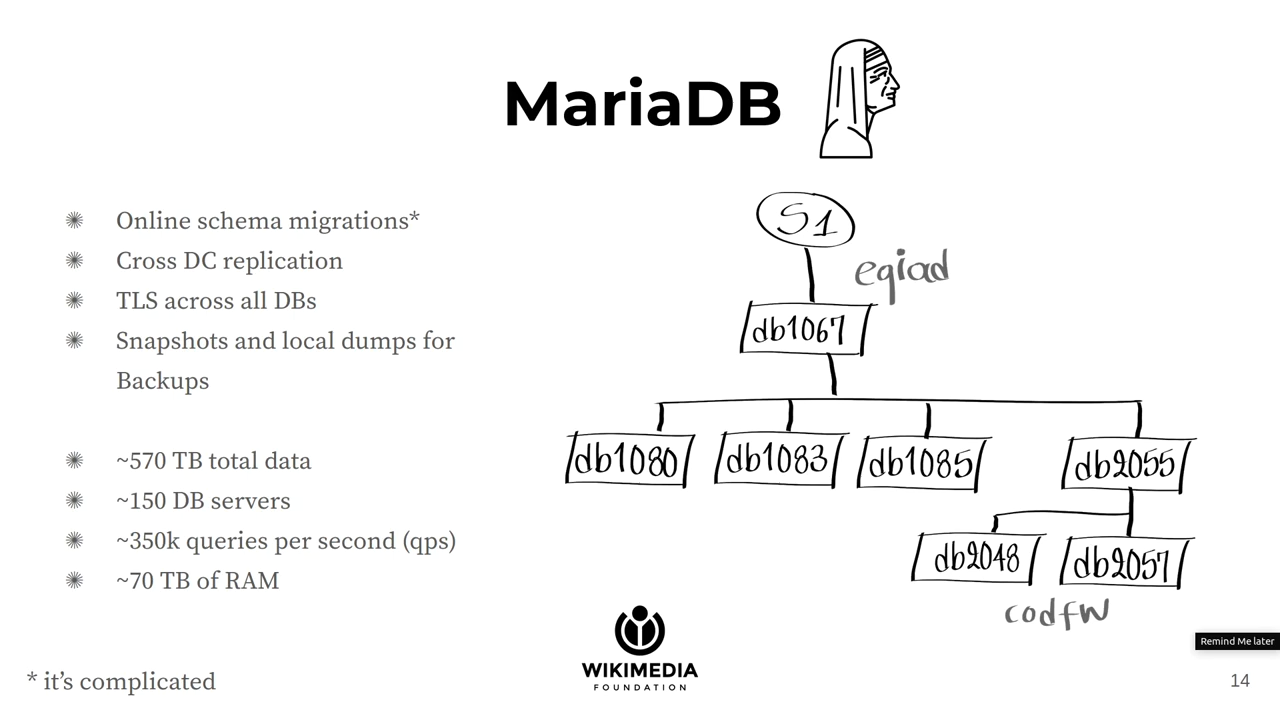 MariaDB
Online schema migrations*
Cross DC replication
TLS across all DBs
Snapshots and local dumps for
Backups
~570 TB total data
~150 DB servers
~350k queries per second (qps)
~70 TB of RAM
* it's complicated
S1
eqiad
db1067
db1080 db1083 db1085 db2055
db2048 db2057
codfw
WIKIMEDIA
FOUNDATION
Remind Me later
14